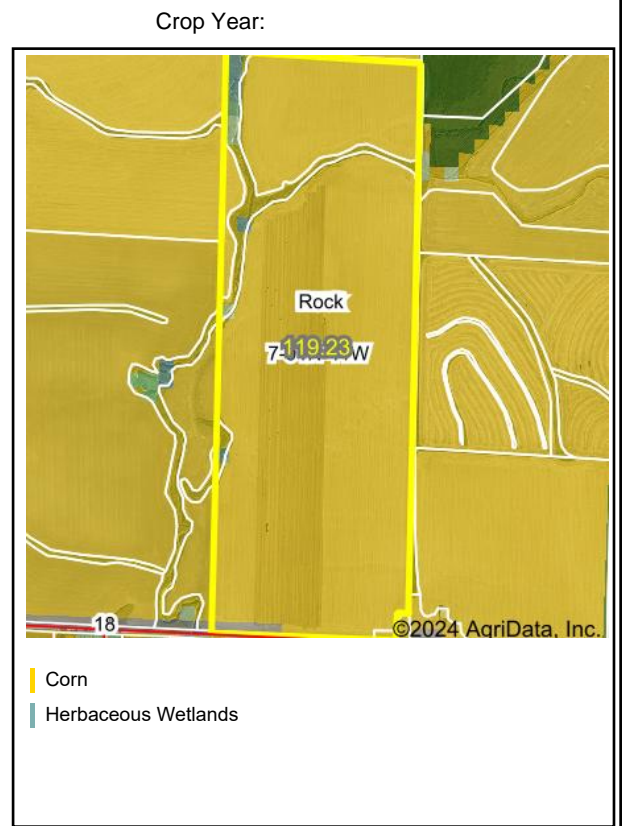 Crop Year:
Rock
119.23
18
©2024 AgriData, Inc.
Corn
Herbaceous Wetlands